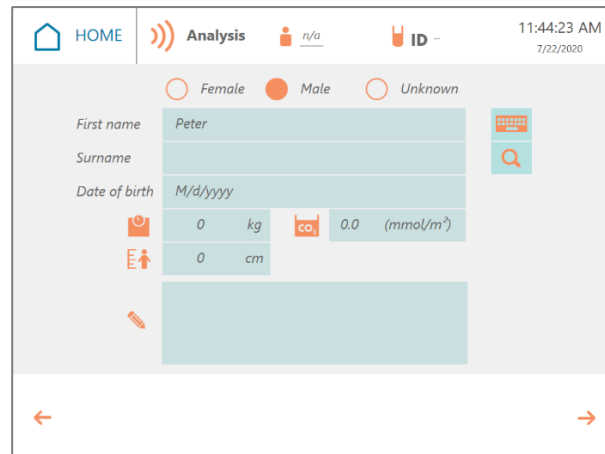 HOME Analysis n/a ID – 11:44:23 AM
7/22/2020
Female Male Unknown
First name Peter
Surname
Date of birth M/d/yyyy
0 kg CO₂ 0.0 (mmol/m²)
0 cm